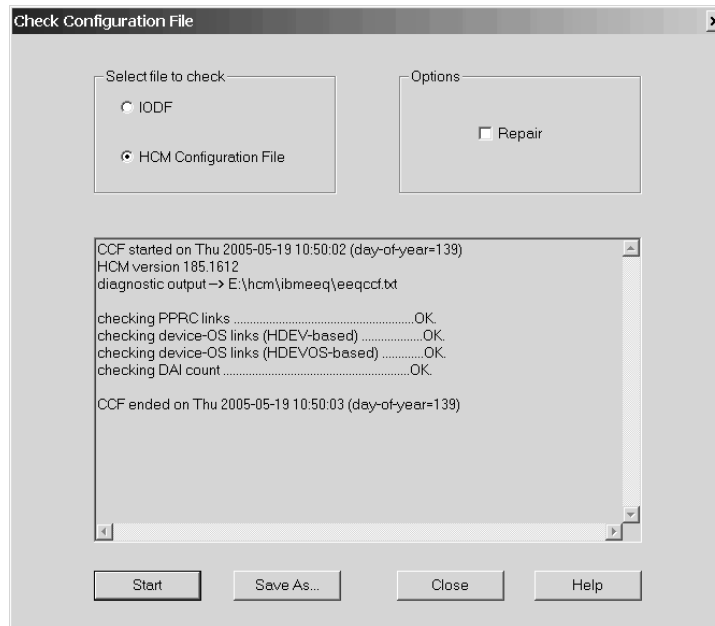 Check Configuration File
x
Select file to check
Options
IODF
Repair
HCM Configuration File
CCF started on Thu 2005-05-19 10:50:02 (day-of-year=139)
HCM version 185.1612
diagnostic output --> E:\hcm\ibmeeq\eeqccf.txt
checking PPRC links ......................................................OK.
checking device-OS links (HDEV-based) ..................OK.
checking device-OS links (HDEVOS-based) ............OK.
checking DAI count ........................................................OK.
CCF ended on Thu 2005-05-19 10:50:03 (day-of-year=139)
Start
Save As...
Close
Help